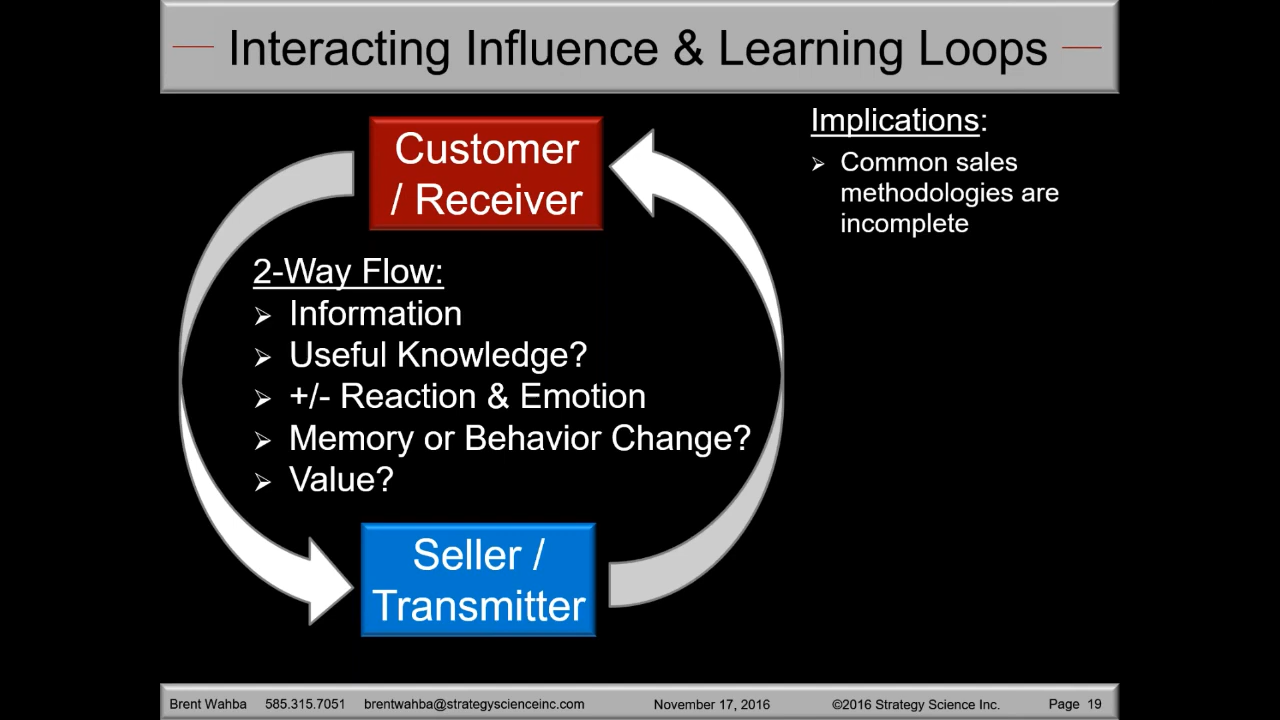 Interacting Influence & Learning Loops
Customer
/ Receiver
2-Way Flow:
Information
Useful Knowledge?
+/- Reaction & Emotion
Memory or Behavior Change?
Value?
Seller /
Transmitter
Implications:
Common sales
methodologies are
incomplete
Brent Wahba 585.315.7051 brentwahba@strategyscienceinc.com November 17, 2016 ©2016 Strategy Science Inc. Page 19